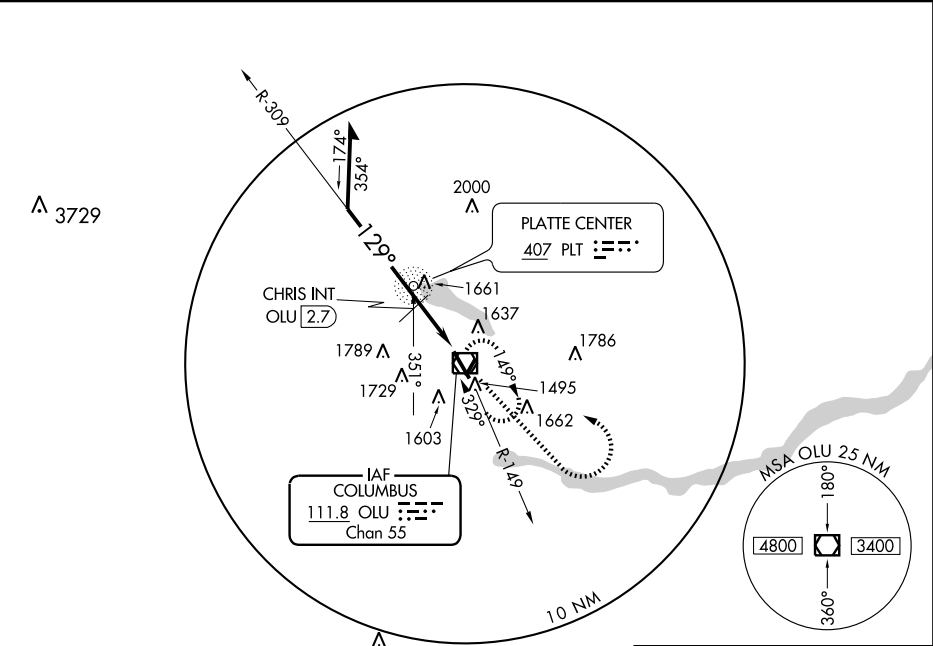 R-309
174°
354°
3729
2000
129°
PLATTE CENTER
407 PLT
1661
CHRIS INT
OLU 2.7
1637
1789
1786
351°
149°
1729
1495
329°
1662
1603
R-149
IAF
COLUMBUS
111.8 OLU
Chan 55
MSA OLU 25 NM
180°
4800
3400
360°
10 NM